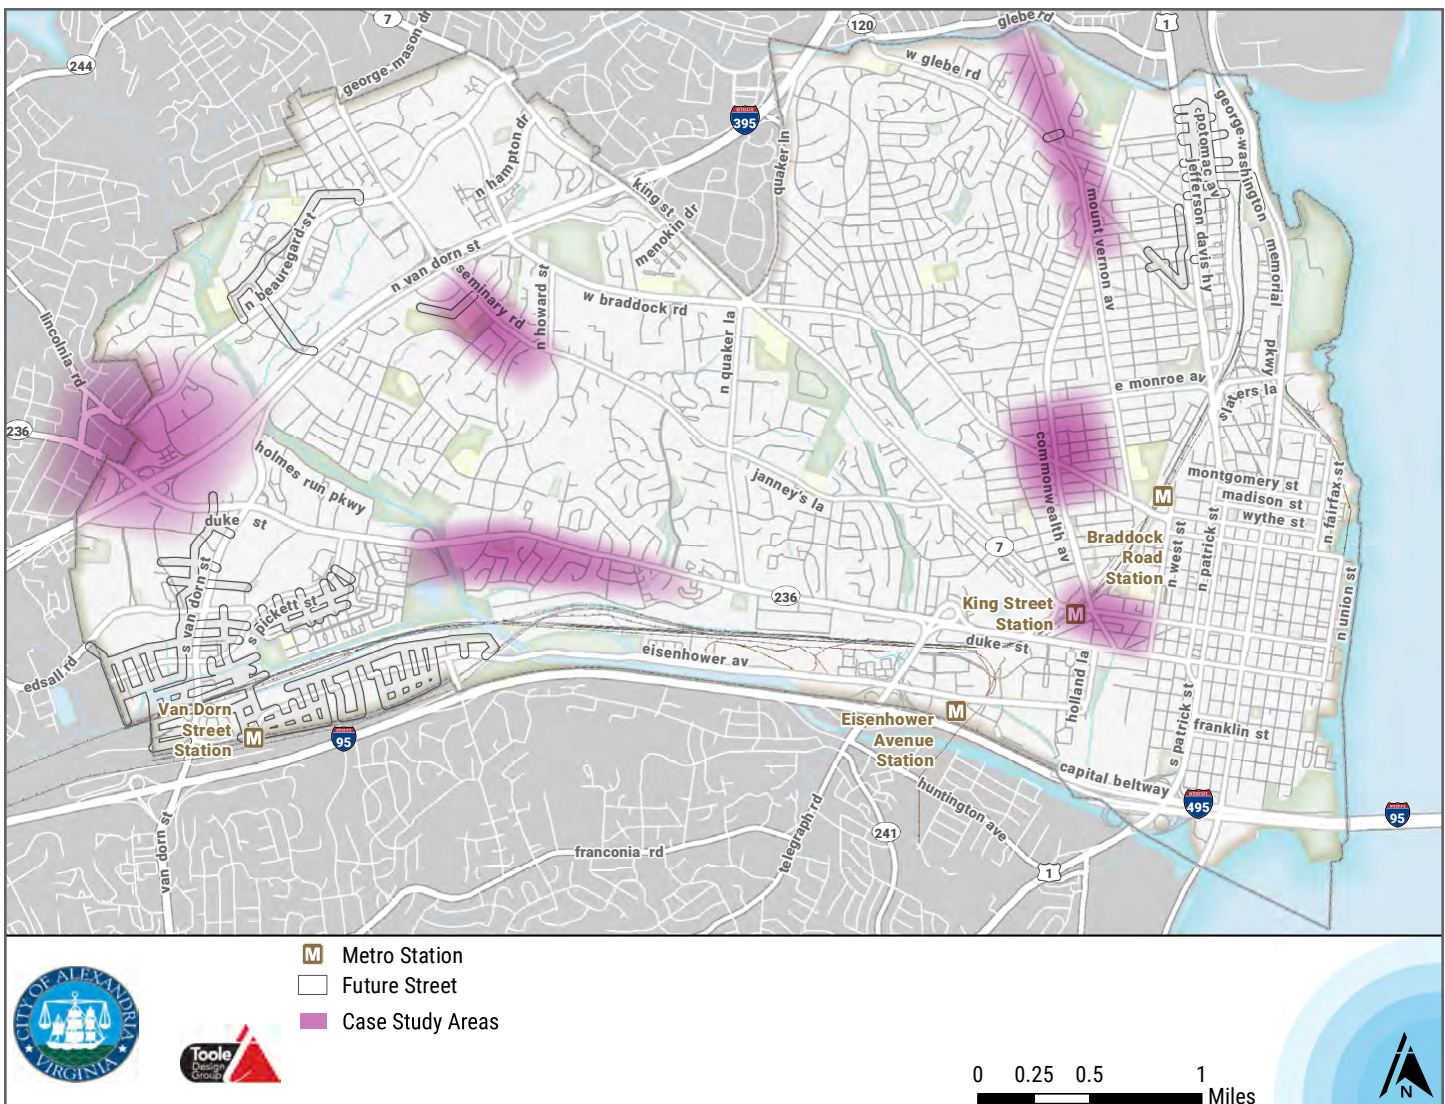 7
george mason dr
244
120
glebe rd
1
w glebe rd
395
quaker ln
george washington
potomac av
jefferson davis hy
n hampton dr
king st
menokin dr
n beauregard st
n van dorn st
seminary rd
n howard st
w braddock rd
mount vernon av
memorial
pkwy
lincolnia rd
n quaker la
e monroe av
slaters la
236
commonwealth av
holmes run pkwy
janney's la
montgomery st
madison st
wythe st
n fairfax st
duke st
7
Braddock
Road
Station
n west st
n patrick st
M
s van dorn st
s pickett st
236
King Street
Station
M
n union st
duke st
eisenhower av
edsall rd
holland la
Van Dorn
Street
Station
M
95
Eisenhower
Avenue
Station
M
s patrick st
franklin st
capital beltway
495
95
huntington ave
telegraph rd
241
van dorn st
franconia rd
1
M Metro Station
Future Street
Case Study Areas
CITY OF ALEXANDRIA
VIRGINIA
Toole
Design
Group
0 0.25 0.5 1
Miles
N